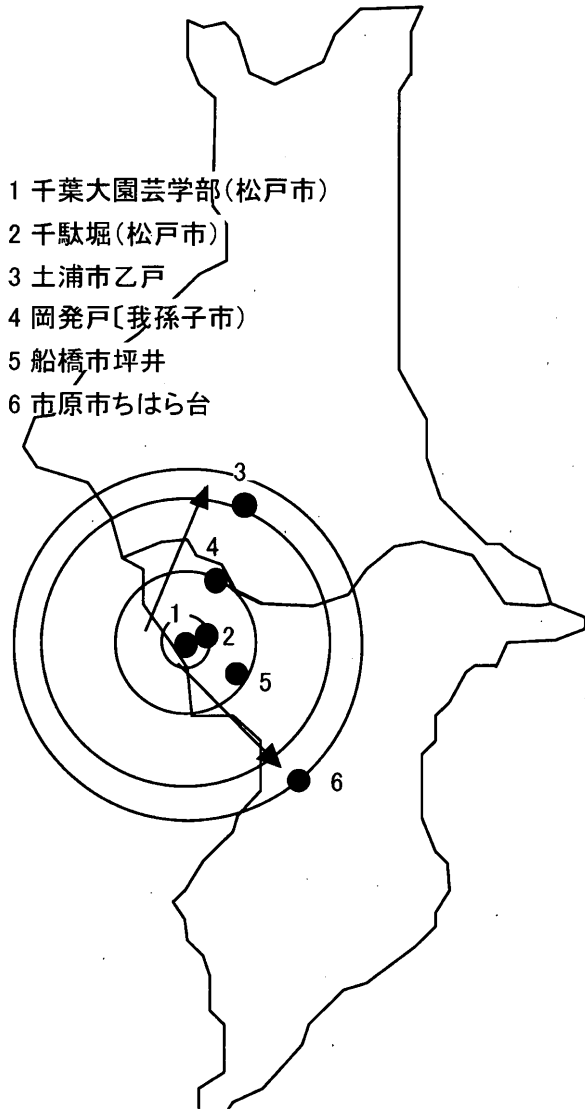 1 千葉大園芸学部(松戸市)
2 千駄堀(松戸市)
3 土浦市乙戸
4 岡発戸〔我孫子市)
5 船橋市坪井
6 市原市ちはら台
3
4
1
2
5
6